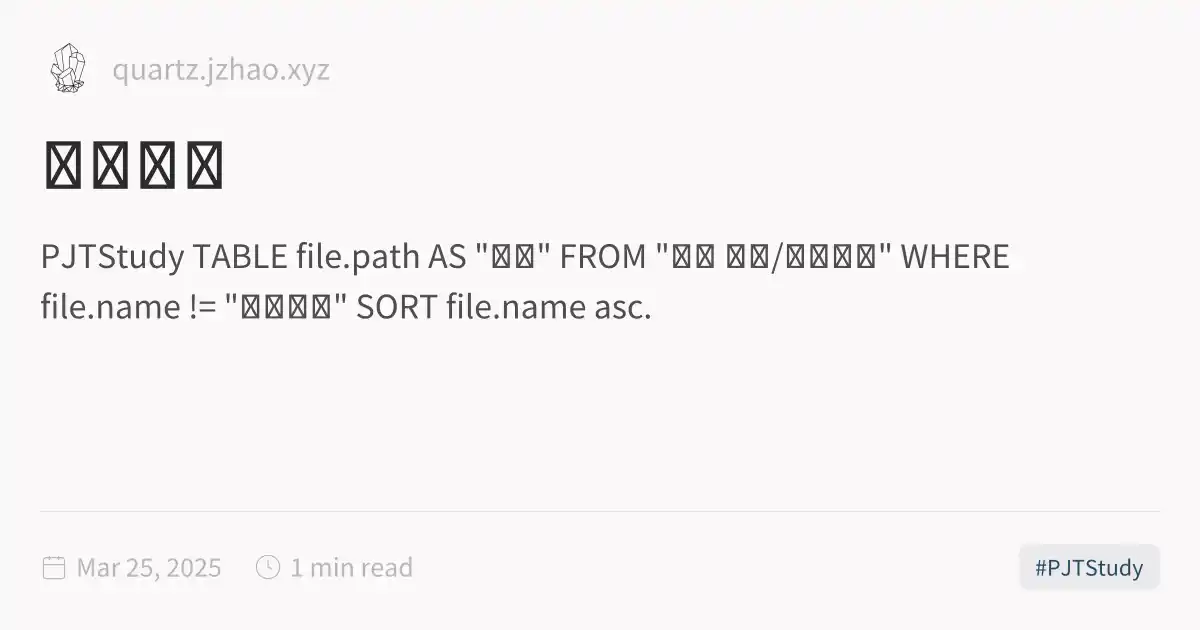 quartz.jzhao.xyz
PJTStudy TABLE file.path AS "" FROM " /" WHERE
file.name != "" SORT file.name asc.
Mar 25, 2025
1 min read
#PJTStudy